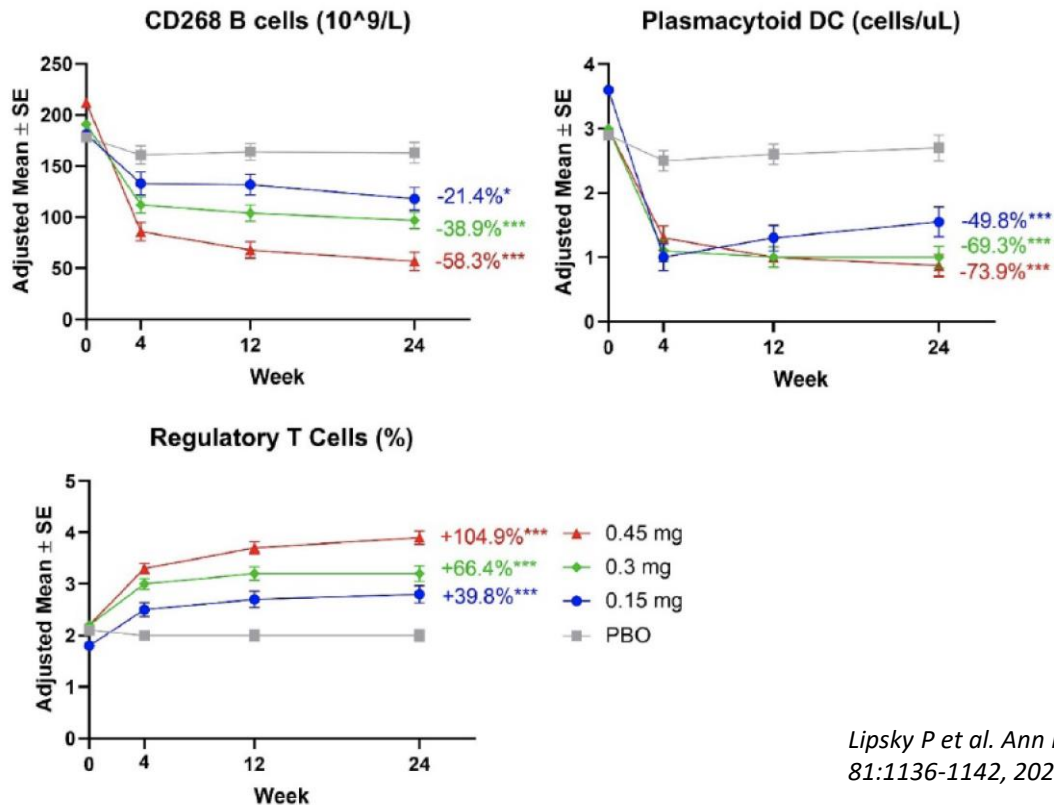 CD268 B cells (10^9/L)
Adjusted Mean ± SE
250
200
150
100
50
0
-21.4%*
-38.9%***
-58.3%***
0 4 12 24
Week
Plasmacytoid DC (cells/uL)
Adjusted Mean ± SE
4
3
2
1
0
-49.8%***
-69.3%***
-73.9%***
0 4 12 24
Week
Regulatory T Cells (%)
Adjusted Mean ± SE
5
4
3
2
1
0
+104.9%***
+66.4%***
+39.8%***
0 4 12 24
Week
0.45 mg
0.3 mg
0.15 mg
PBO
Lipsky P et al. Ann
81:1136-1142, 202